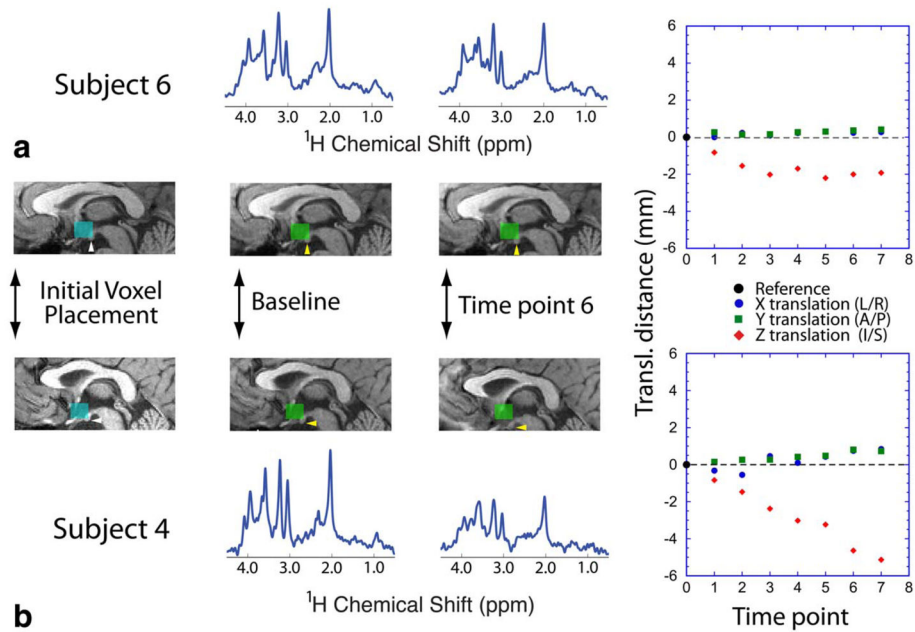 Subject 6
4.0 3.0 2.0 1.0
4.0 3.0 2.0 1.0
1H Chemical Shift (ppm)
a
Initial Voxel
Placement
Baseline
Time point 6
4.0 3.0 2.0 1.0
4.0 3.0 2.0 1.0
Subject 4
1H Chemical Shift (ppm)
b
Transl. distance (mm)
6
4
2
0
-2
-4
-6
0 1 2 3 4 5 6 7 8
Reference
X translation (L/R)
Y translation (A/P)
Z translation (I/S)
6
4
2
0
-2
-4
-6
0 1 2 3 4 5 6 7 8
Time point